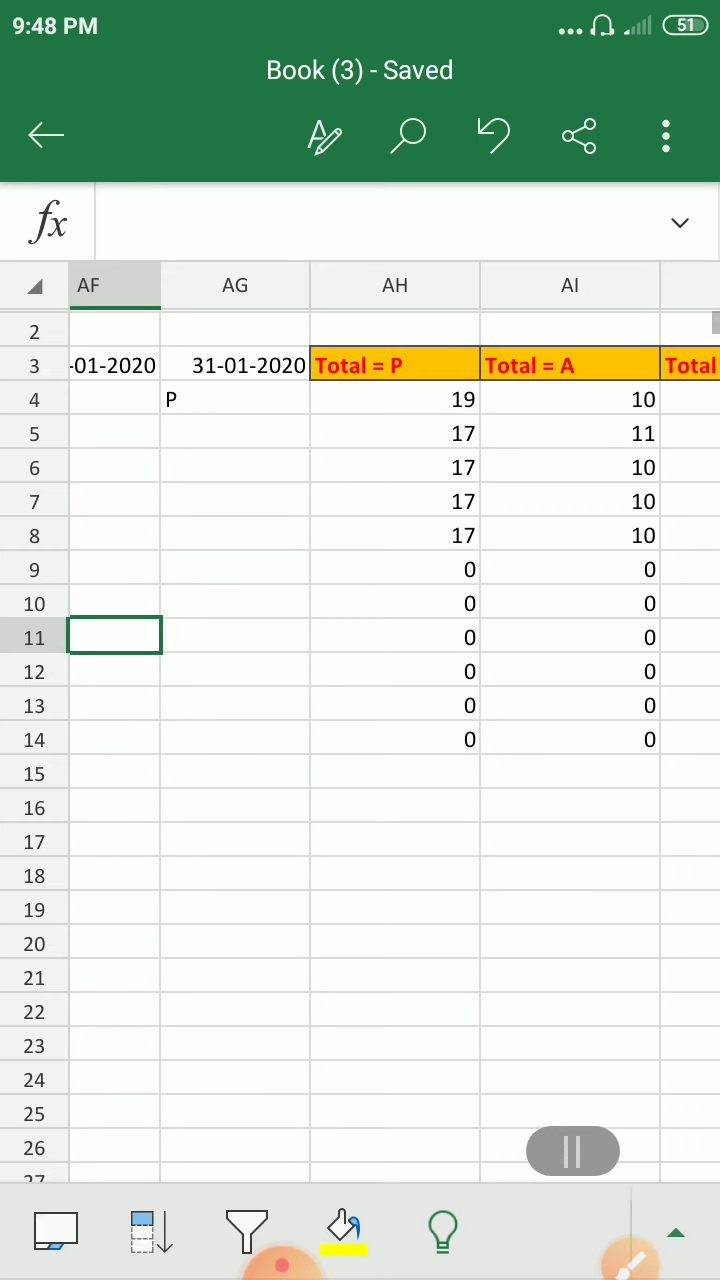 9:48 PM 51
Book (3) - Saved
fx
AF AG AH AI
2
3 -01-2020 31-01-2020 Total = P Total = A Total
4 P 19 10
5 17 11
6 17 10
7 17 10
8 17 10
9 0 0
10 0 0
11 0 0
12 0 0
13 0 0
14 0 0
15
16
17
18
19
20
21
22
23
24
25
26
27